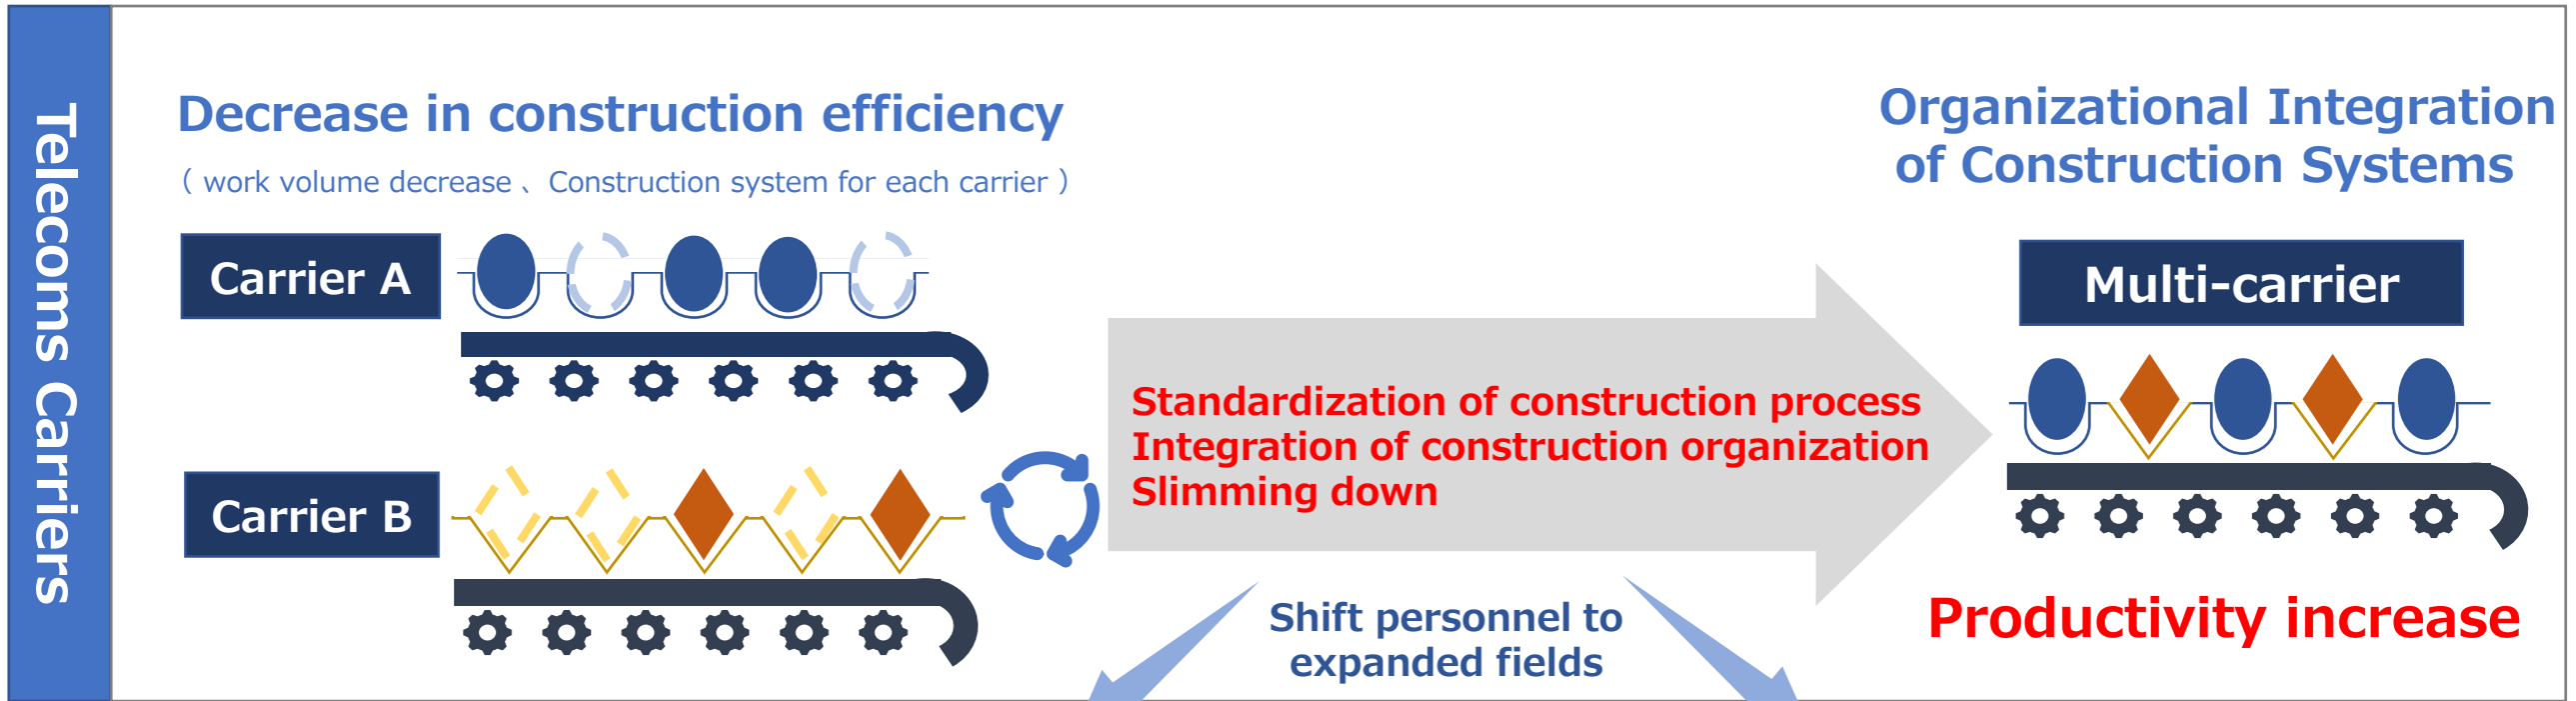 Telecoms Carriers
Decrease in construction efficiency
（ work volume decrease 、 Construction system for each carrier ）
Carrier A
Carrier B
Standardization of construction process
Integration of construction organization
Slimming down
Shift personnel to
expanded fields
Organizational Integration
of Construction Systems
Multi-carrier
Productivity increase